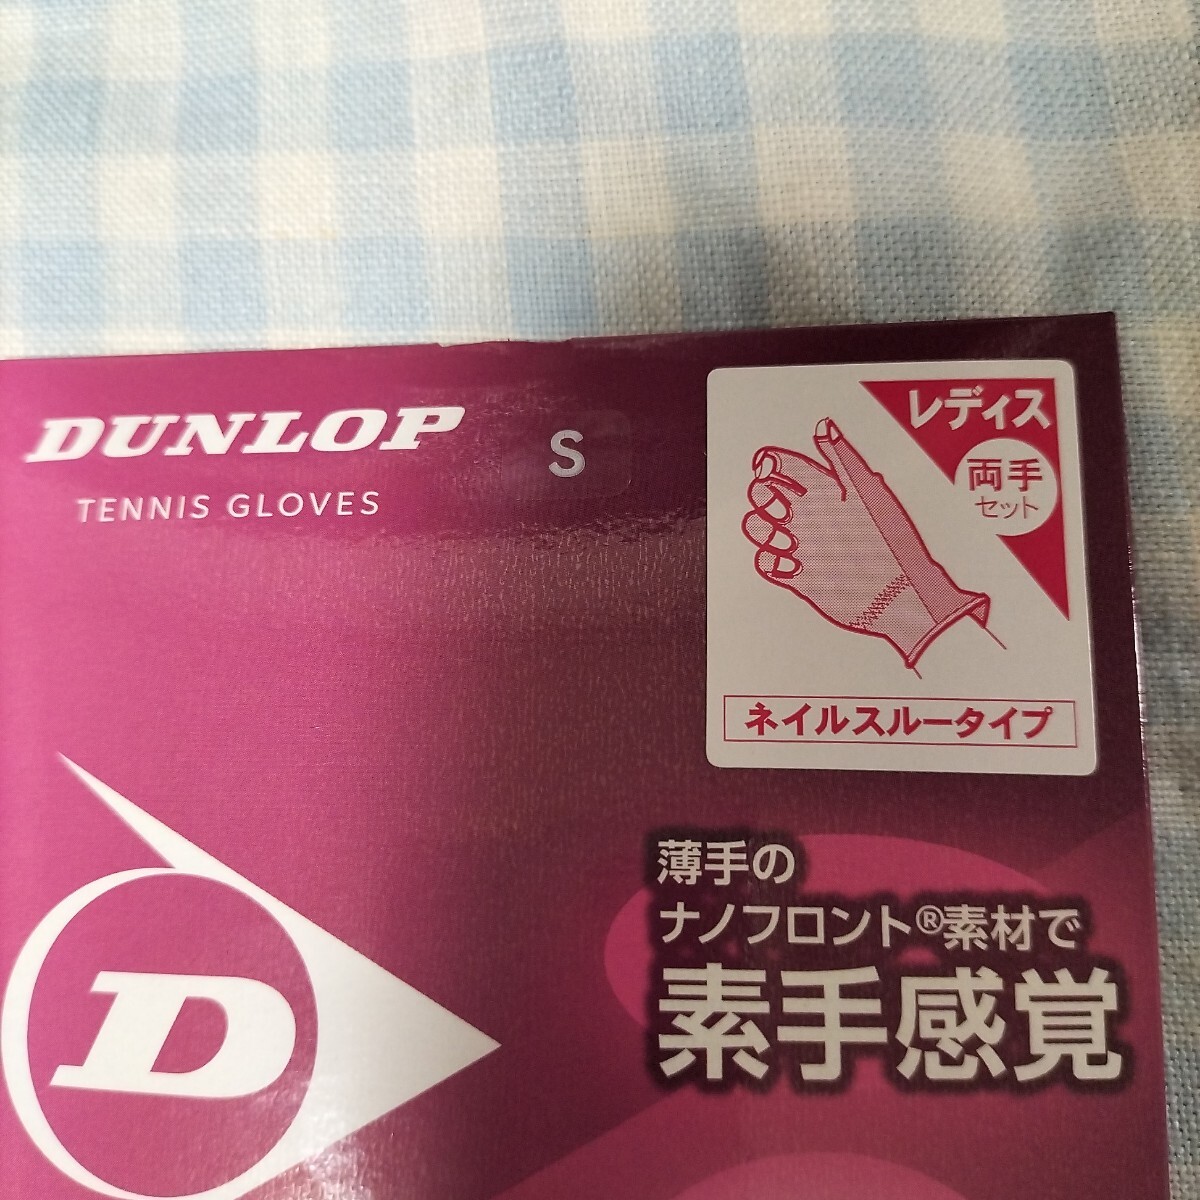 DUNLOP
TENNIS GLOVES
S
レディス
両手
セット
ネイルスルータイプ
薄手の
ナノフロント®素材で
素手感覚
D